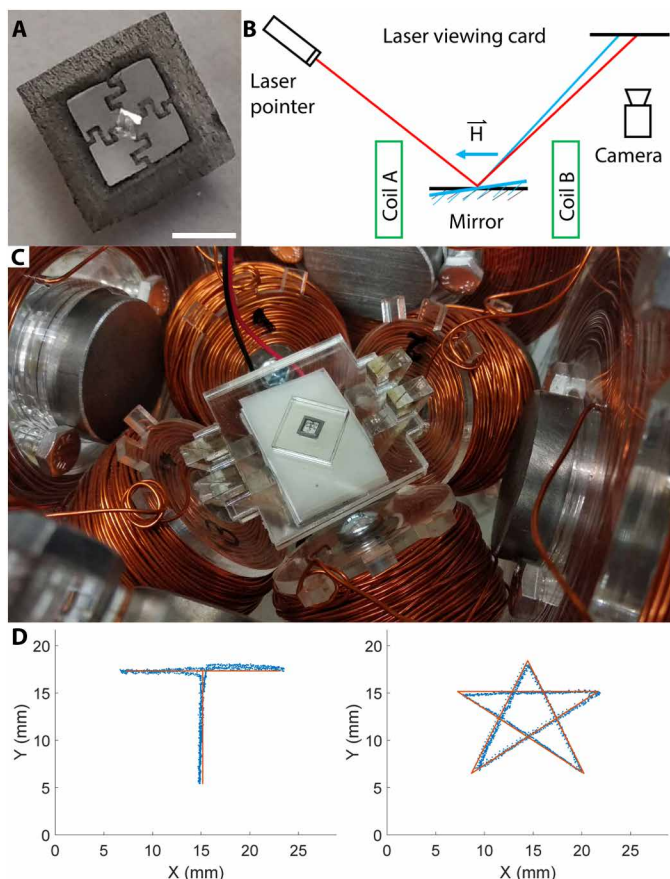 A
B
Laser viewing card
Laser
pointer
H
Coil A
Mirror
Coil B
Camera
C
D
20
15
10
5
0
Y (mm)
0 5 10 15 20 25
X (mm)
20
15
10
5
0
Y (mm)
0 5 10 15 20 25
X (mm)